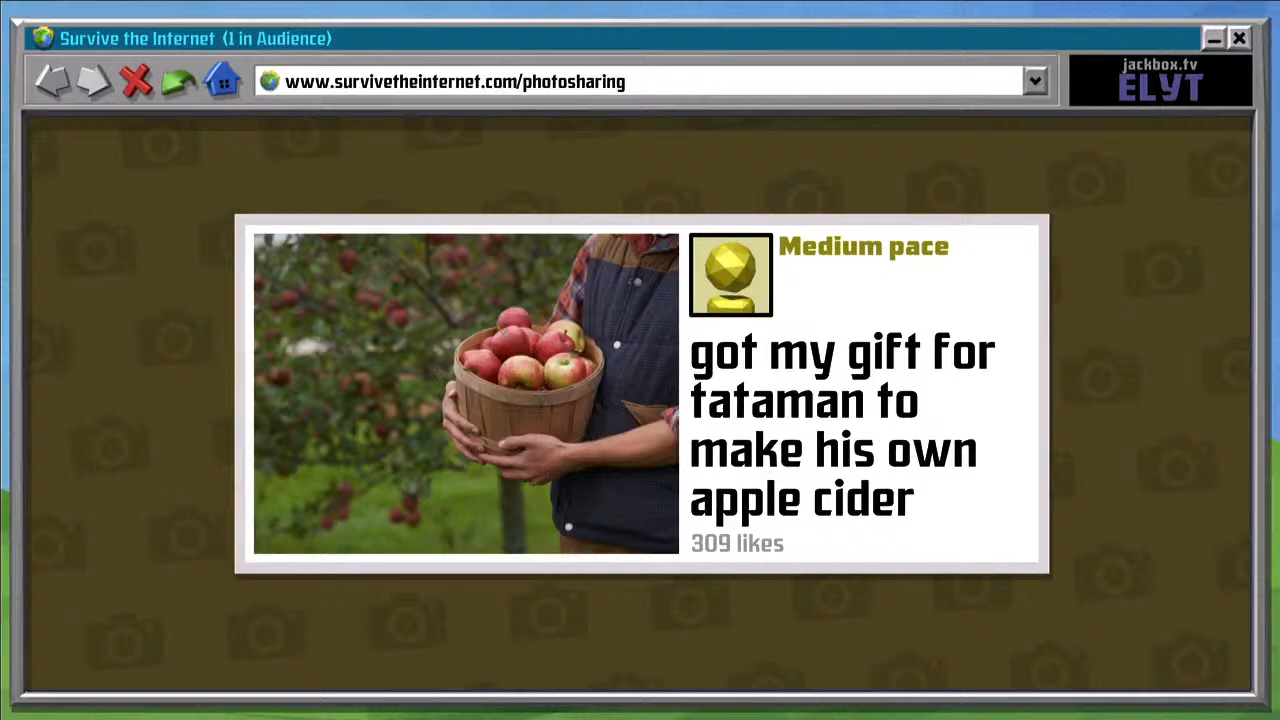 Survive the Internet (1 in Audience)
www.survivetheinternet.com/photosharing
jackbox.tv
ELYT
Medium pace
got my gift for
tataman to
make his own
apple cider
309 likes